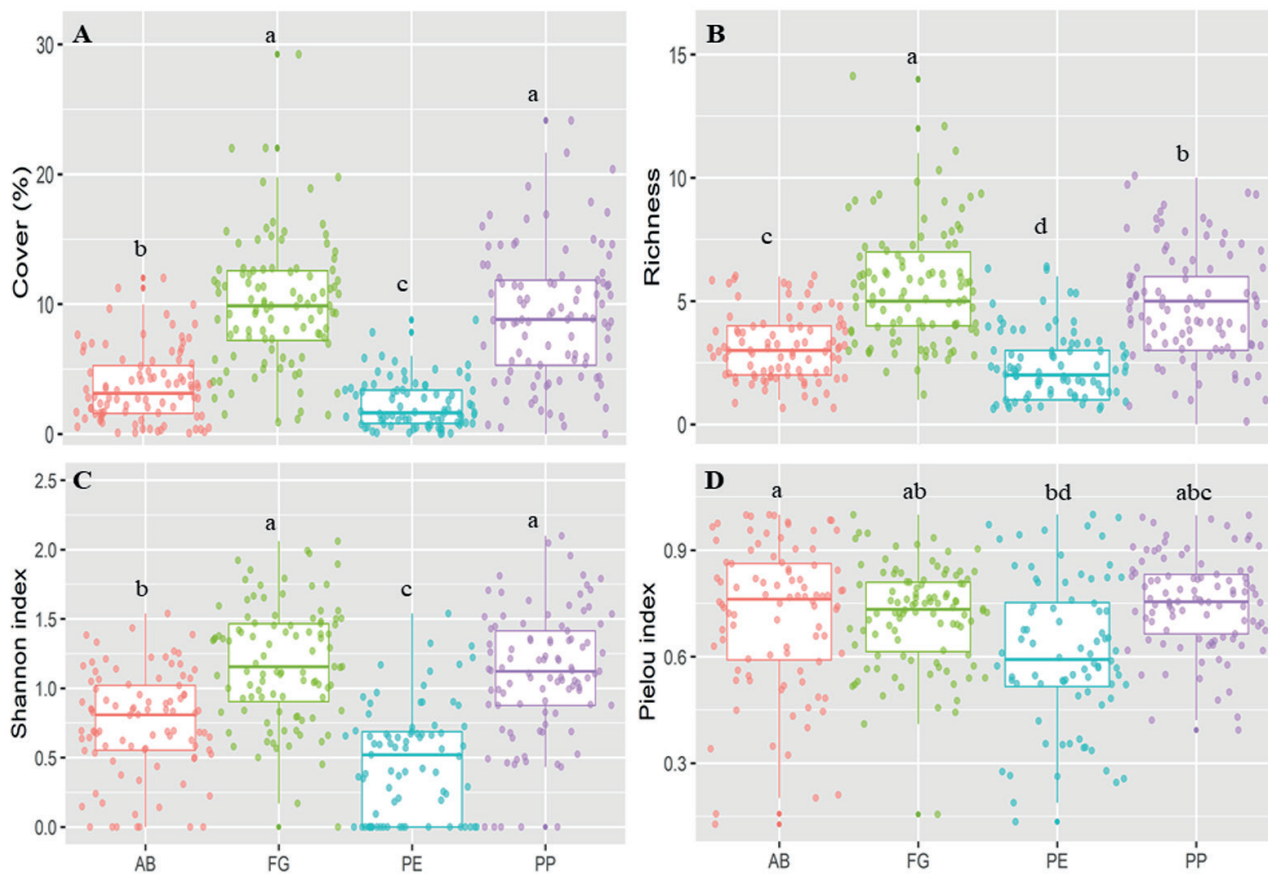 A
a
a
b
c
30
20
10
0
Cover (%)
B
a
b
c
d
15
10
5
0
Richness
C
a
a
b
c
2.5
2.0
1.5
1.0
0.5
0.0
Shannon index
AB FG PE PP
D
a ab bd abc
0.9
0.6
0.3
Pielou index
AB FG PE PP